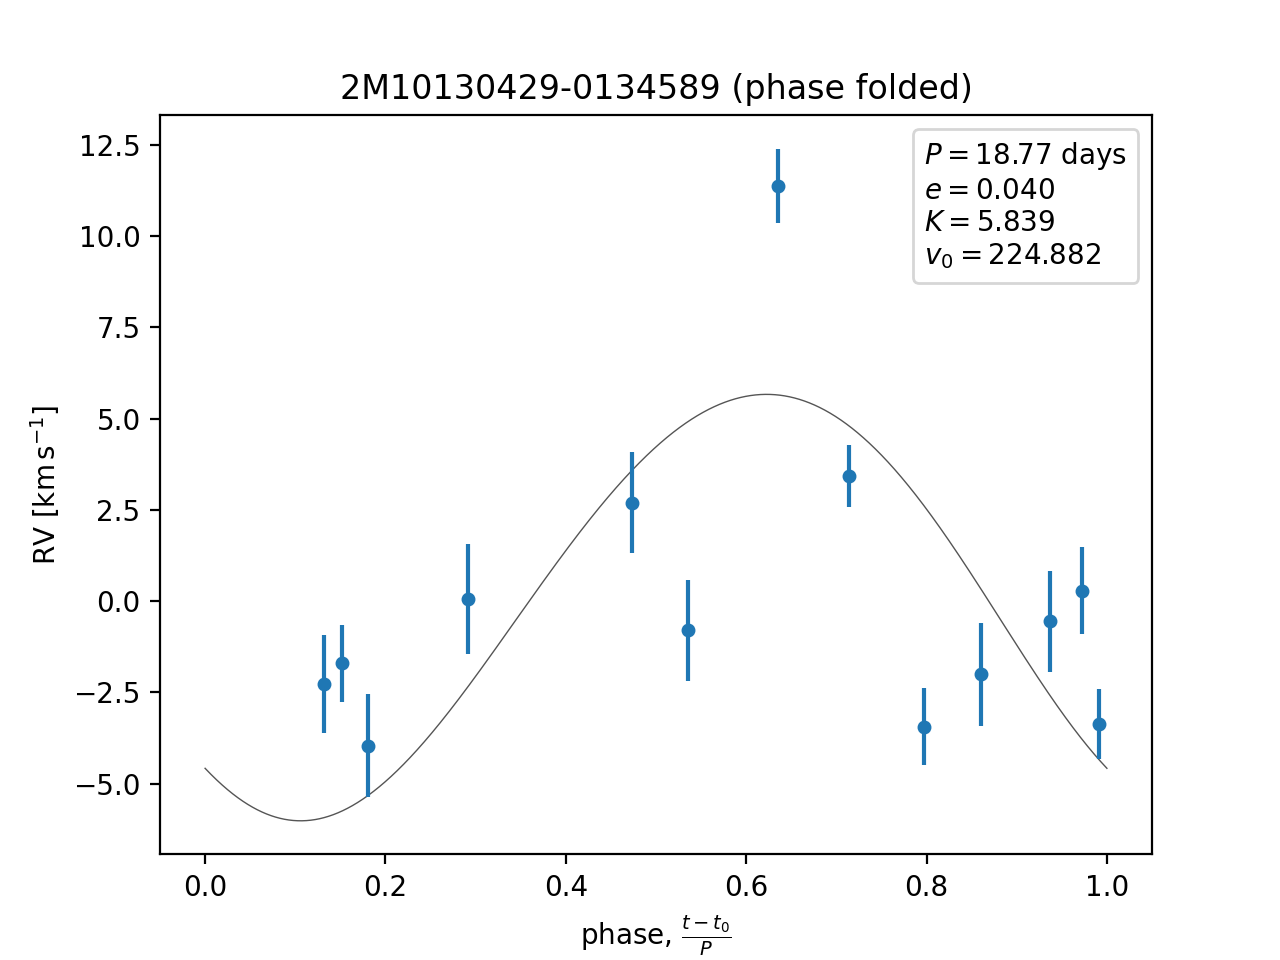 2M10130429-0134589 (phase folded)
P = 18.77 days
e = 0.040
K = 5.839
v₀ = 224.882
12.5
10.0
7.5
5.0
2.5
0.0
−2.5
−5.0
RV [km s⁻¹]
0.0 0.2 0.4 0.6 0.8 1.0
phase, (t − t₀)/P